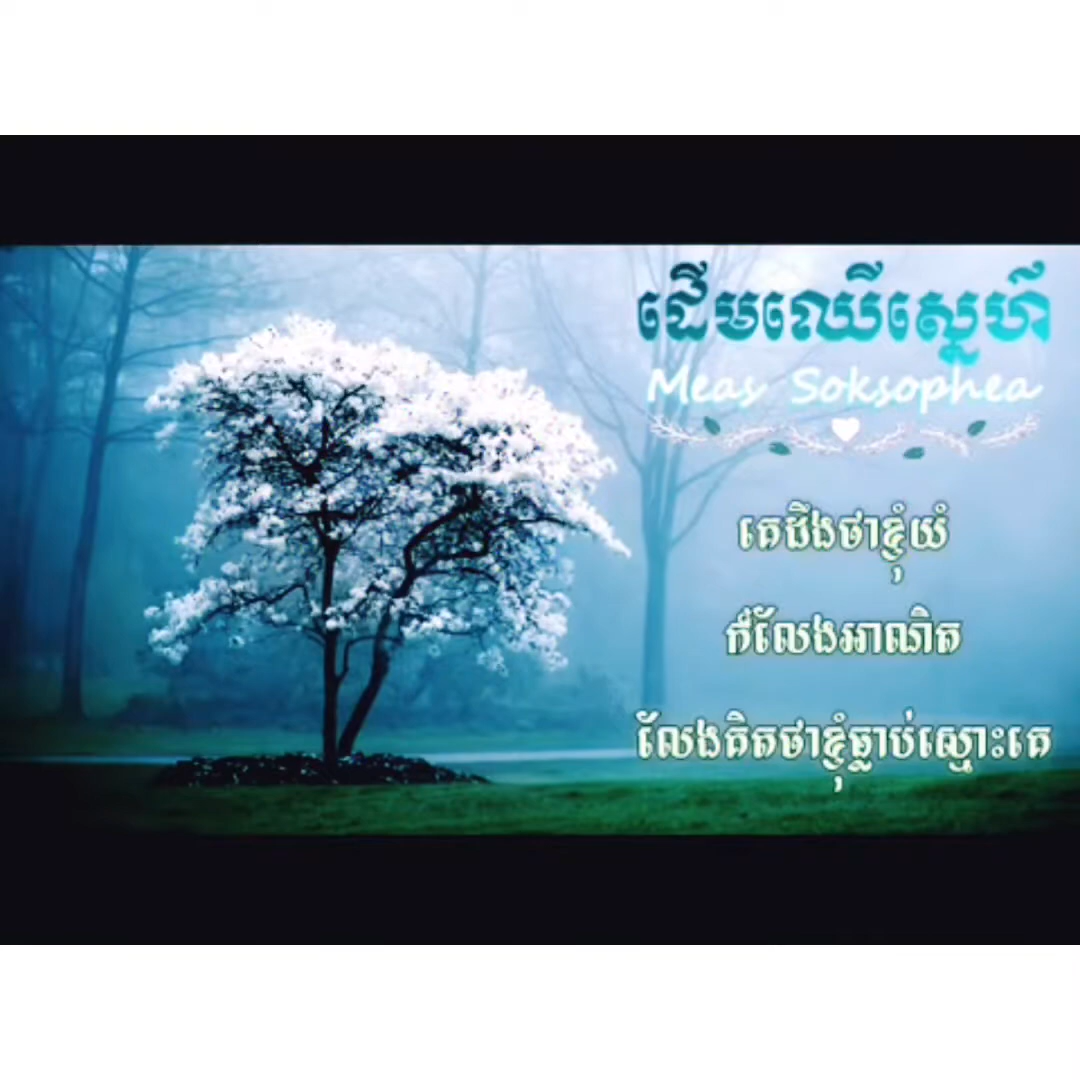 ដើមឈើស្នេហ៍
Meas Soksophea
គេដឹងថាខ្ញុំយំ
ក៏លែងអាណិត
លែងគិតថាខ្ញុំធ្លាប់ស្មោះគេ